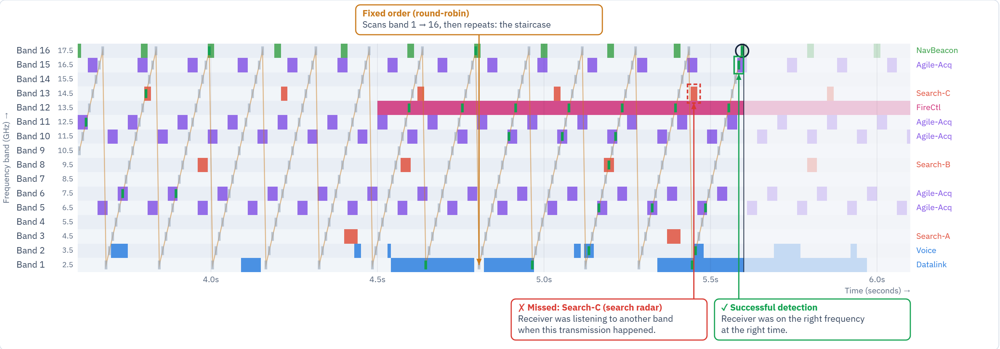 Fixed order (round-robin)
Scans band 1 → 16, then repeats: the staircase
Frequency band (GHz) →
Band 16 17.5 NavBeacon
Band 15 16.5 Agile-Acq
Band 14 15.5
Band 13 14.5 Search-C
Band 12 13.5 FireCtl
Band 11 12.5 Agile-Acq
Band 10 11.5 Agile-Acq
Band 9 10.5
Band 8 9.5 Search-B
Band 7 8.5
Band 6 7.5 Agile-Acq
Band 5 6.5 Agile-Acq
Band 4 5.5
Band 3 4.5 Search-A
Band 2 3.5 Voice
Band 1 2.5 Datalink
4.0s 4.5s 5.0s 5.5s 6.0s
Time (seconds) →
✗ Missed: Search-C (search radar)
Receiver was listening to another band
when this transmission happened.
✓ Successful detection
Receiver was on the right frequency
at the right time.